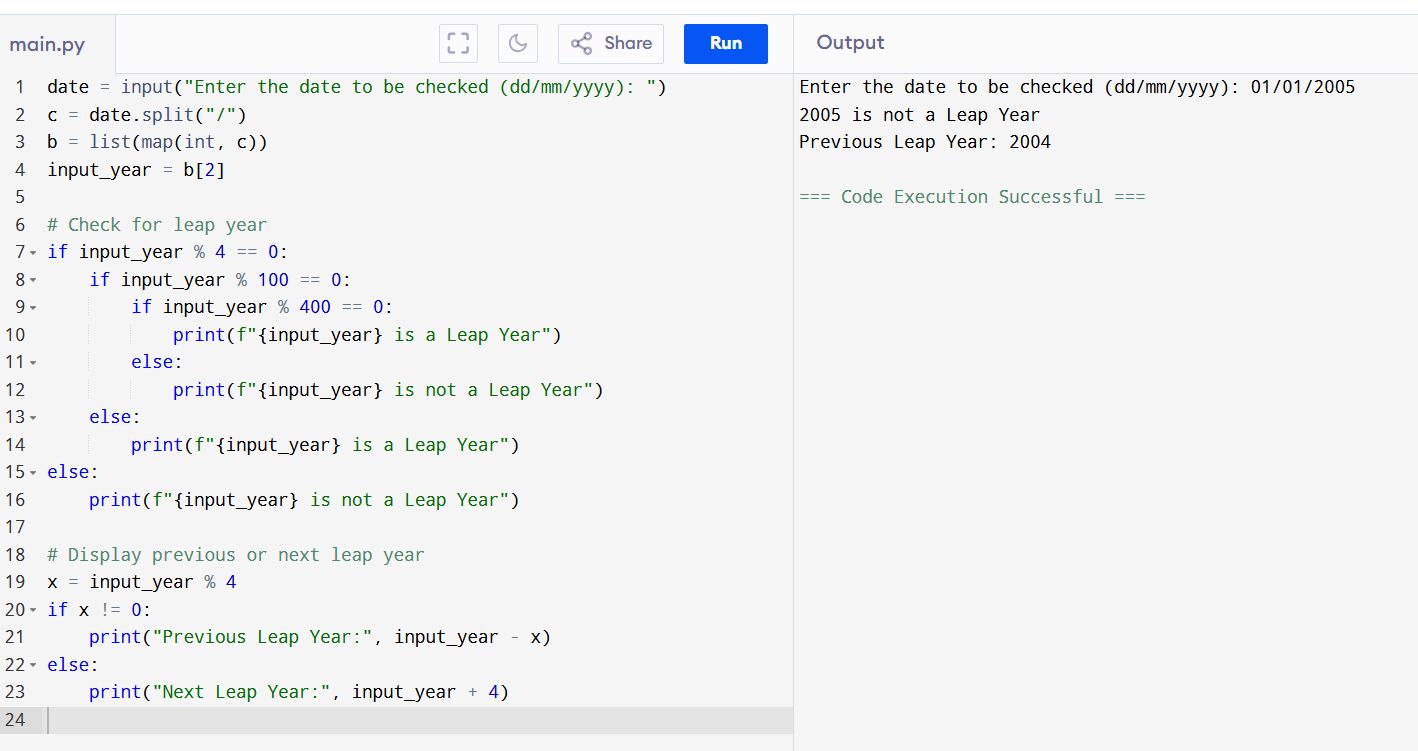 main.py
Share
Run
Output
1 date = input("Enter the date to be checked (dd/mm/yyyy): ")
2 c = date.split("/")
3 b = list(map(int, c))
4 input_year = b[2]
5
6 # Check for leap year
7 if input_year % 4 == 0:
8     if input_year % 100 == 0:
9         if input_year % 400 == 0:
10             print(f"{input_year} is a Leap Year")
11         else:
12             print(f"{input_year} is not a Leap Year")
13     else:
14         print(f"{input_year} is a Leap Year")
15 else:
16     print(f"{input_year} is not a Leap Year")
17
18 # Display previous or next leap year
19 x = input_year % 4
20 if x != 0:
21     print("Previous Leap Year:", input_year - x)
22 else:
23     print("Next Leap Year:", input_year + 4)
24
Enter the date to be checked (dd/mm/yyyy): 01/01/2005
2005 is not a Leap Year
Previous Leap Year: 2004
=== Code Execution Successful ===